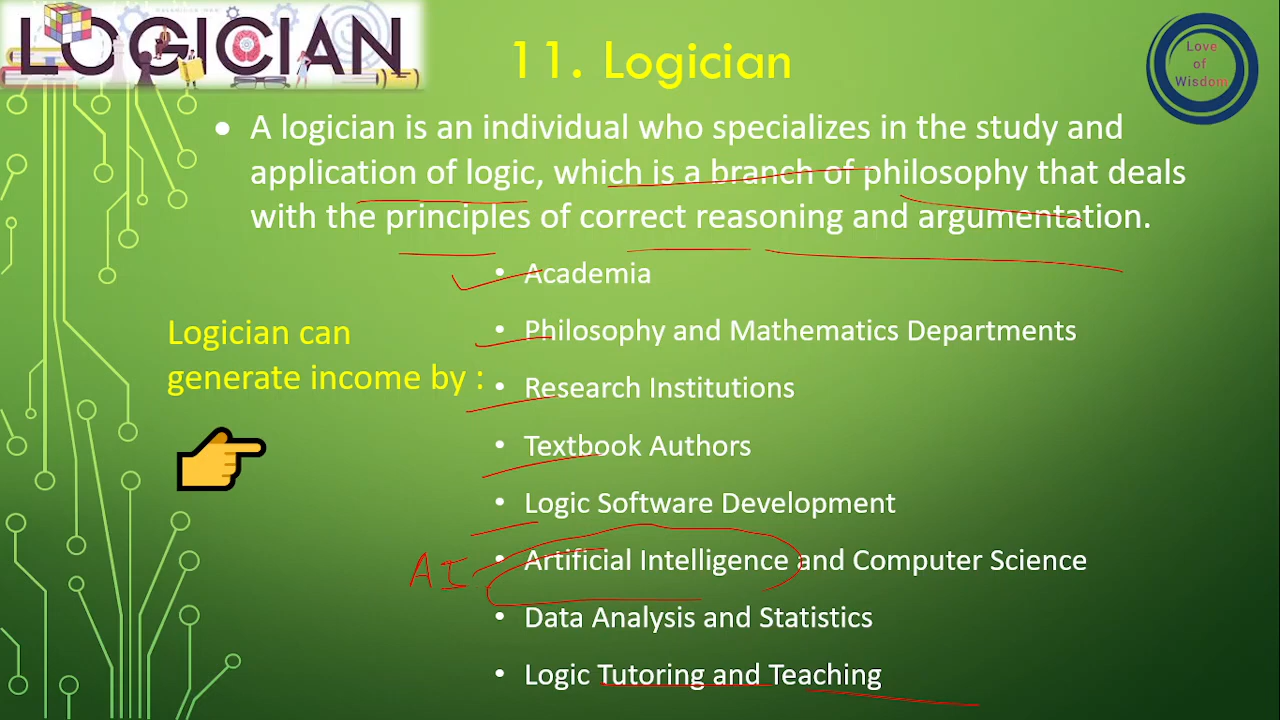 LOGICIAN
11. Logician
Love
of
Wisdom
• A logician is an individual who specializes in the study and
application of logic, which is a branch of philosophy that deals
with the principles of correct reasoning and argumentation.
Logician can
generate income by :
• Academia
• Philosophy and Mathematics Departments
• Research Institutions
• Textbook Authors
• Logic Software Development
AI
• Artificial Intelligence and Computer Science
• Data Analysis and Statistics
• Logic Tutoring and Teaching